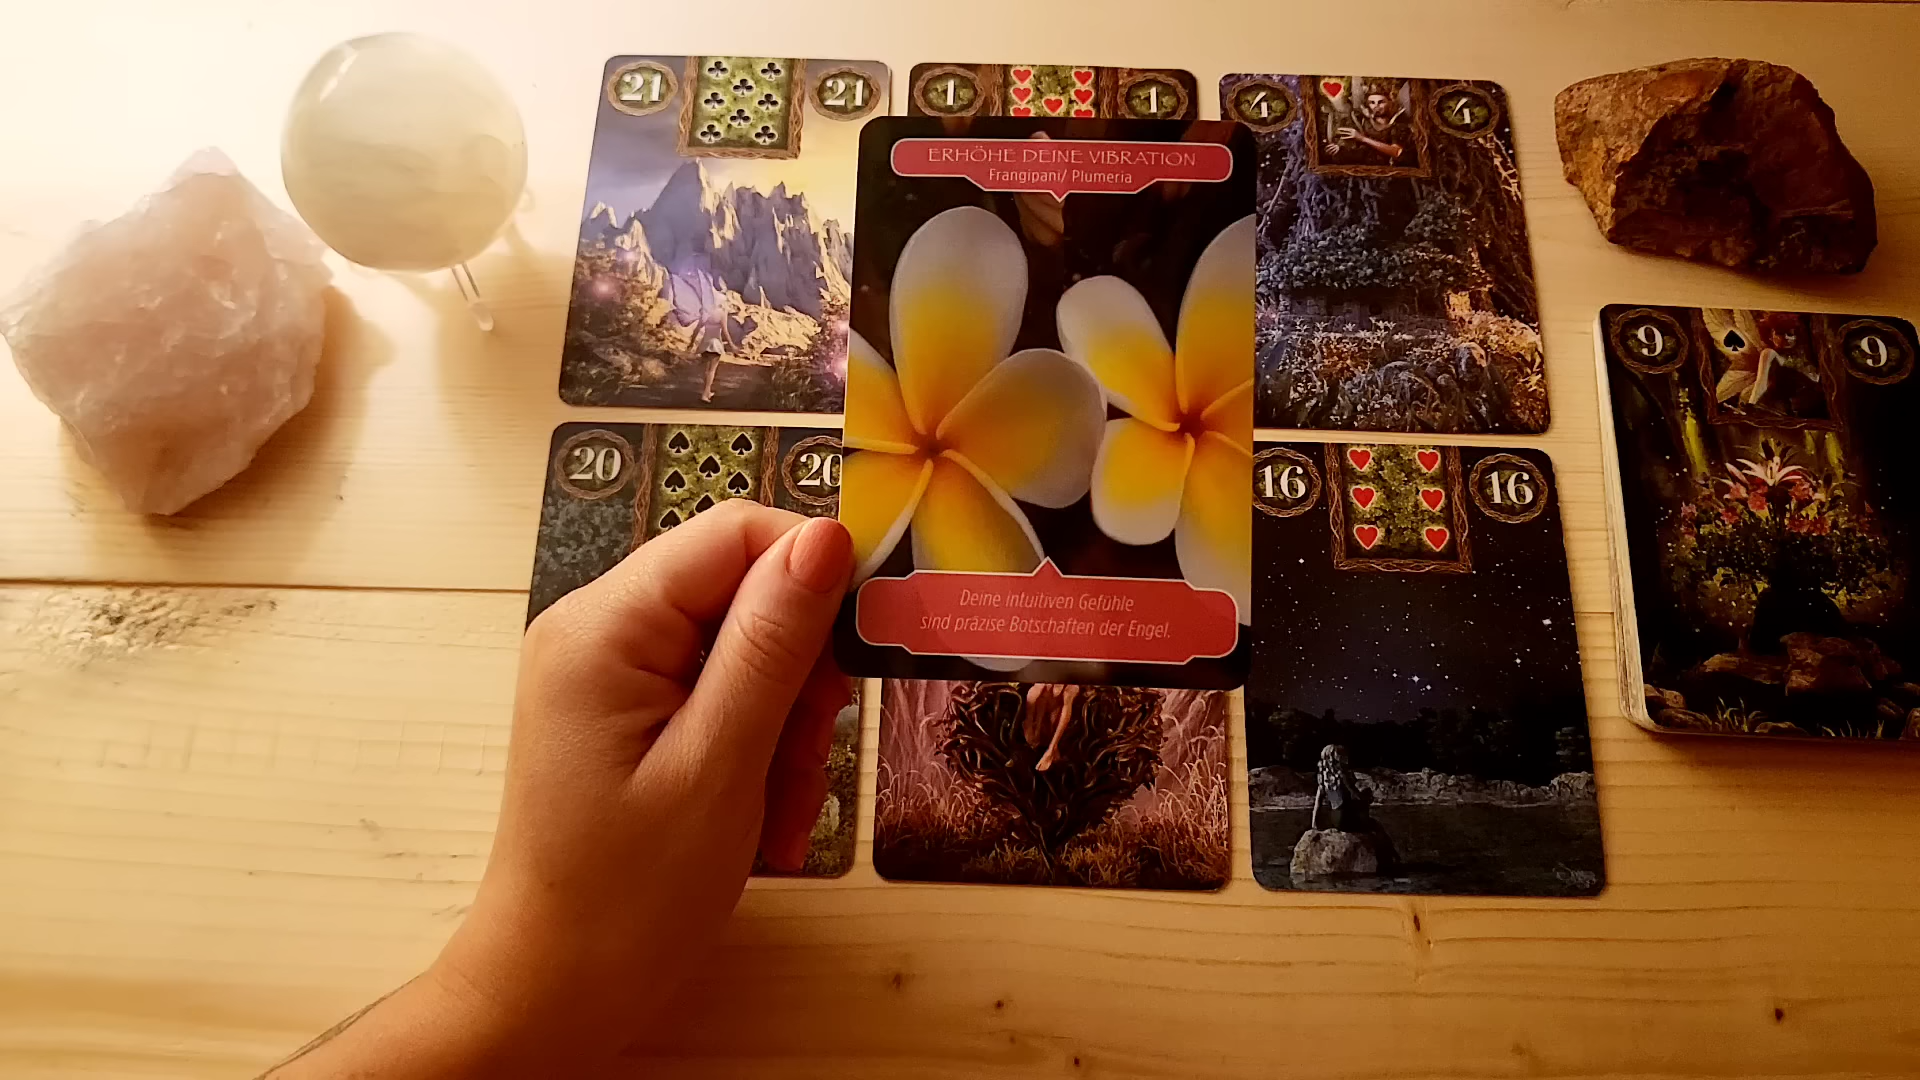 21 21
1 1
4 4
ERHÖHE DEINE VIBRATION
Frangipani/ Plumeria
9 9
20 20
16 16
Deine intuitiven Gefühle
sind präzise Botschaften der Engel.